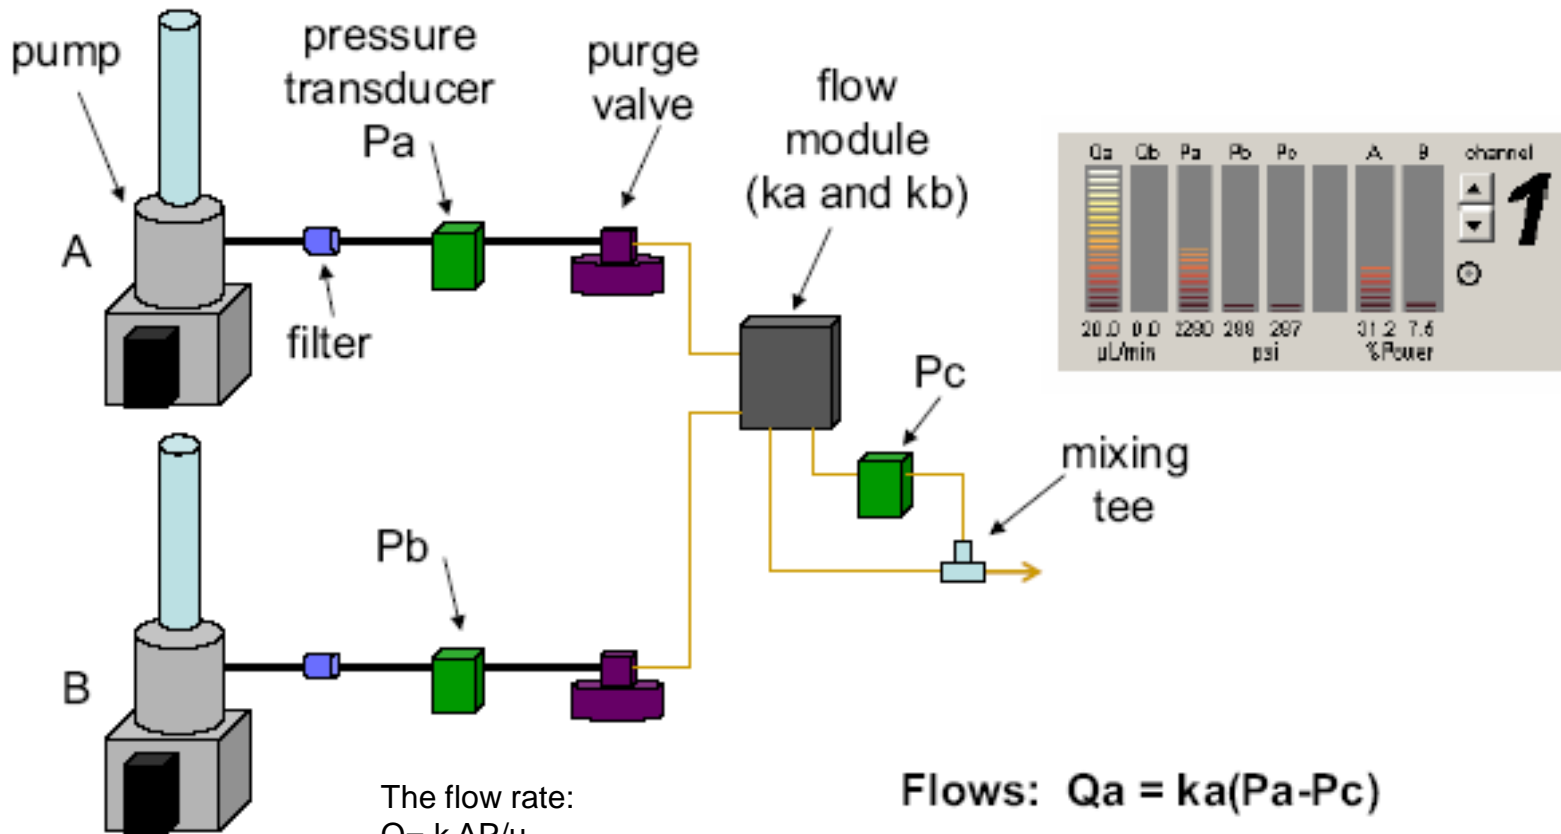 pump
pressure
transducer
Pa
purge
valve
flow
module
(ka and kb)
Qa Qb Pa Pb Pc A B channel
1
A
filter
20.0 0.0 2280 288 287 31.2 7.6
µL/min psi %Power
Pc
mixing
tee
Pb
B
The flow rate:
Flows: Qa = ka(Pa-Pc)